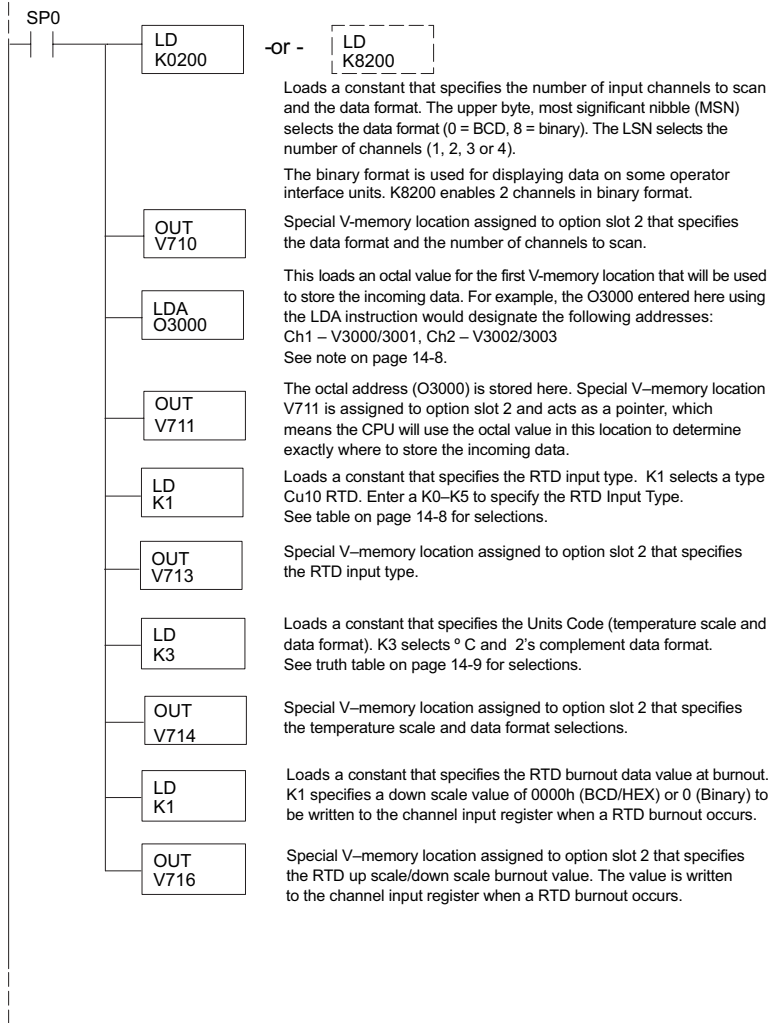 SP0
LD
K0200
-or -
LD
K8200
Loads a constant that specifies the number of input channels to scan
and the data format. The upper byte, most significant nibble (MSN)
selects the data format (0 = BCD, 8 = binary). The LSN selects the
number of channels (1, 2, 3 or 4).
The binary format is used for displaying data on some operator
interface units. K8200 enables 2 channels in binary format.
OUT
V710
Special V-memory location assigned to option slot 2 that specifies
the data format and the number of channels to scan.
LDA
O3000
This loads an octal value for the first V-memory location that will be used
to store the incoming data. For example, the O3000 entered here using
the LDA instruction would designate the following addresses:
Ch1 – V3000/3001, Ch2 – V3002/3003
See note on page 14-8.
OUT
V711
The octal address (O3000) is stored here. Special V–memory location
V711 is assigned to option slot 2 and acts as a pointer, which
means the CPU will use the octal value in this location to determine
exactly where to store the incoming data.
LD
K1
Loads a constant that specifies the RTD input type. K1 selects a type
Cu10 RTD. Enter a K0–K5 to specify the RTD Input Type.
See table on page 14-8 for selections.
OUT
V713
Special V–memory location assigned to option slot 2 that specifies
the RTD input type.
LD
K3
Loads a constant that specifies the Units Code (temperature scale and
data format). K3 selects º C and 2's complement data format.
See truth table on page 14-9 for selections.
OUT
V714
Special V–memory location assigned to option slot 2 that specifies
the temperature scale and data format selections.
LD
K1
Loads a constant that specifies the RTD burnout data value at burnout.
K1 specifies a down scale value of 0000h (BCD/HEX) or 0 (Binary) to
be written to the channel input register when a RTD burnout occurs.
OUT
V716
Special V–memory location assigned to option slot 2 that specifies
the RTD up scale/down scale burnout value. The value is written
to the channel input register when a RTD burnout occurs.